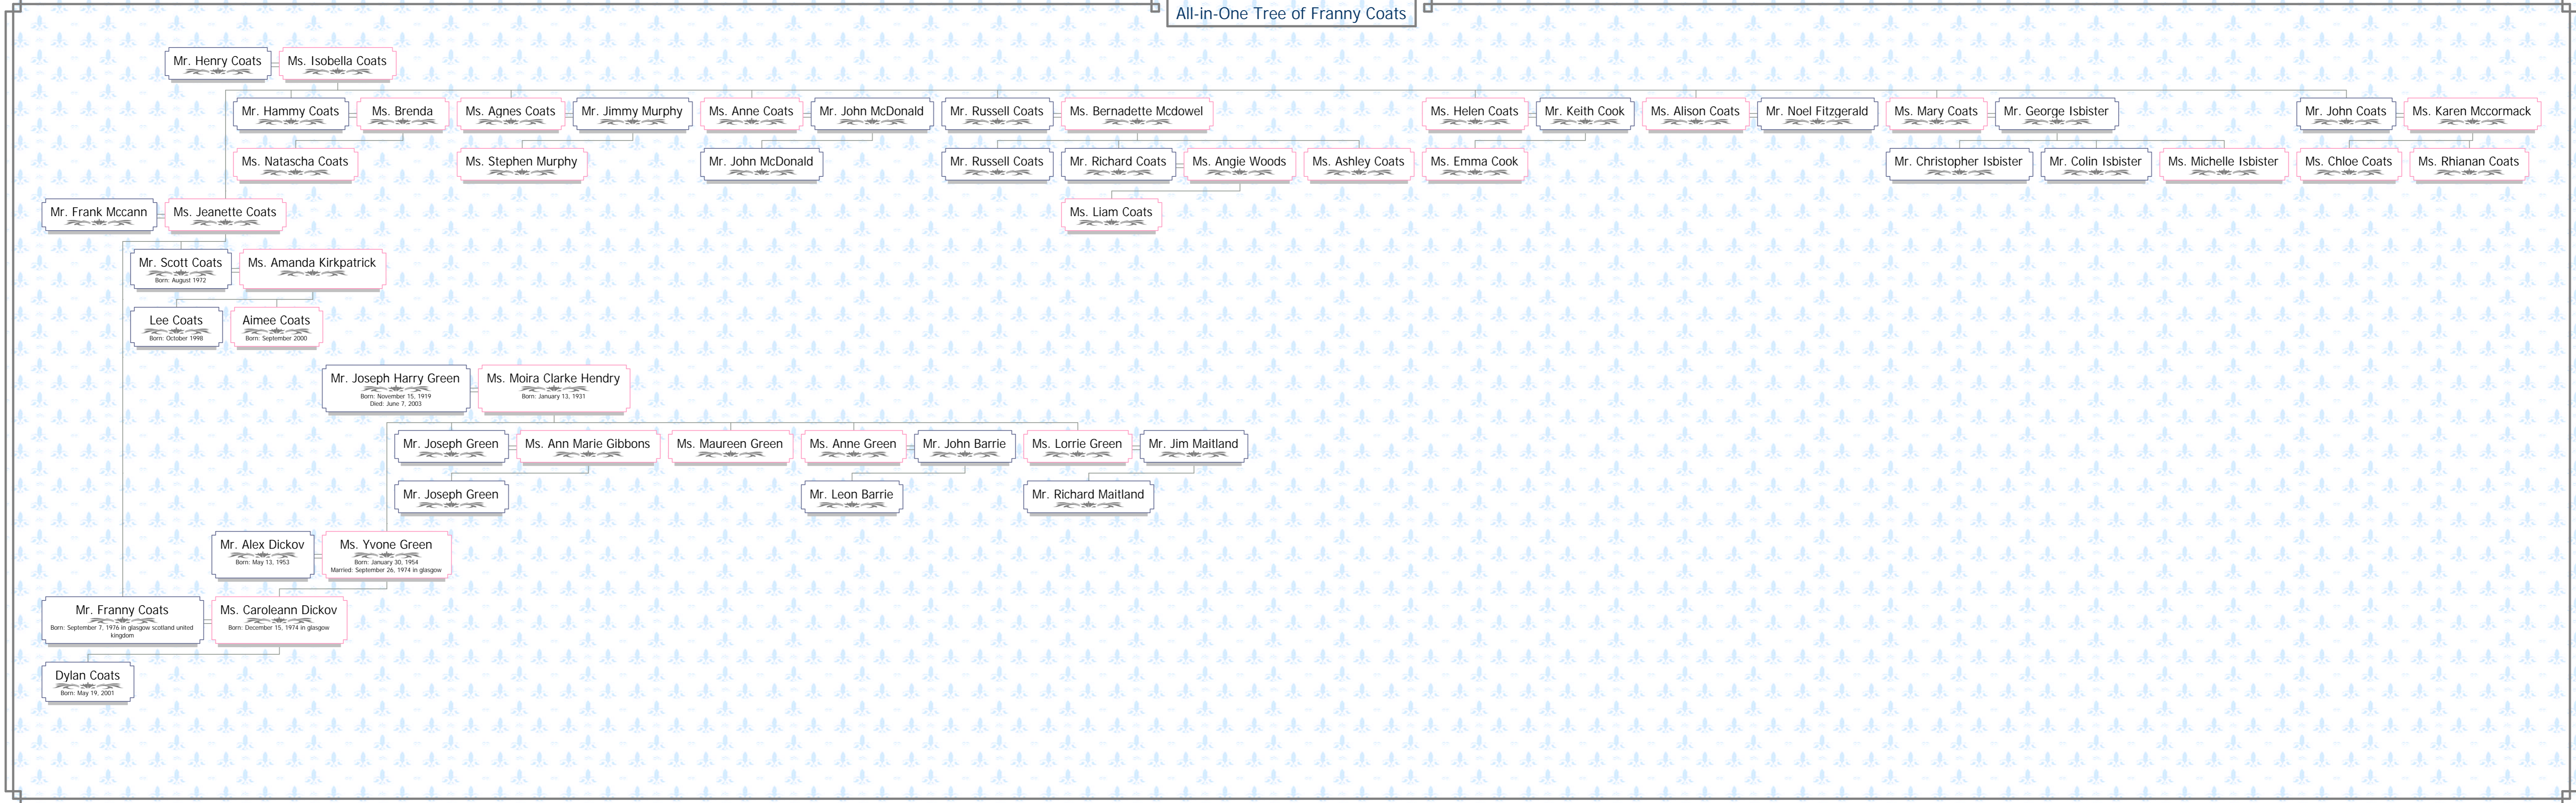 All-in-One Tree of Franny Coats
Mr. Henry Coats
Ms. Isobella Coats
Mr. Hammy Coats
Ms. Brenda
Ms. Agnes Coats
Mr. Jimmy Murphy
Ms. Anne Coats
Mr. John McDonald
Mr. Russell Coats
Ms. Bernadette Mcdowel
Ms. Helen Coats
Mr. Keith Cook
Ms. Alison Coats
Mr. Noel Fitzgerald
Ms. Mary Coats
Mr. George Isbister
Mr. John Coats
Ms. Karen Mccormack
Ms. Natascha Coats
Ms. Stephen Murphy
Mr. John McDonald
Mr. Russell Coats
Mr. Richard Coats
Ms. Angie Woods
Ms. Ashley Coats
Ms. Emma Cook
Mr. Christopher Isbister
Mr. Colin Isbister
Ms. Michelle Isbister
Ms. Chloe Coats
Ms. Rhianan Coats
Mr. Frank Mccann
Ms. Jeanette Coats
Ms. Liam Coats
Mr. Scott Coats
Born: August 1972
Ms. Amanda Kirkpatrick
Lee Coats
Born: October 1998
Aimee Coats
Born: September 2000
Mr. Joseph Harry Green
Born: November 15, 1919
Died: June 7, 2003
Ms. Moira Clarke Hendry
Born: January 13, 1931
Mr. Joseph Green
Ms. Ann Marie Gibbons
Ms. Maureen Green
Ms. Anne Green
Mr. John Barrie
Ms. Lorrie Green
Mr. Jim Maitland
Mr. Joseph Green
Mr. Leon Barrie
Mr. Richard Maitland
Mr. Alex Dickov
Born: May 13, 1953
Ms. Yvone Green
Born: January 30, 1954
Married: September 26, 1974 in glasgow
Mr. Franny Coats
Born: September 7, 1976 in glasgow scotland united
kingdom
Ms. Caroleann Dickov
Born: December 15, 1974 in glasgow
Dylan Coats
Born: May 19, 2001